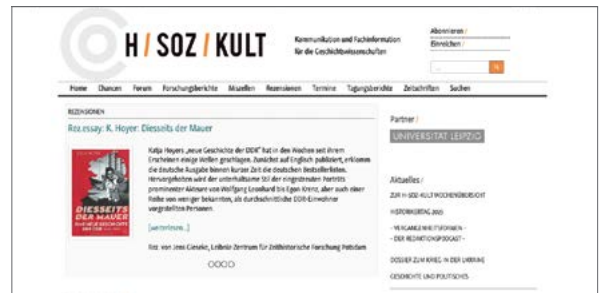 H / SOZ / KULT
Kommunikation und Fachinformation
für die Geschichtswissenschaften
Abonnieren /
Einreichen /
Home Chancen Forum Forschungsberichte Miszellen Rezensionen Termine Tagungsberichte Zeitschriften Suchen
REZENSIONEN
Rez.essay: K. Hoyer: Diesseits der Mauer
Katja Hoyers „neue Geschichte der DDR“ hat in den Wochen seit ihrem
Erscheinen einige Wellen geschlagen. Zunächst auf Englisch publiziert, erklomm
die deutsche Ausgabe binnen kurzer Zeit die deutschen Bestsellerlisten.
Hervorgehoben wird der unterhaltsame Stil der eingestreuten Porträts
prominenter Akteure von Wolfgang Leonhard bis Egon Krenz, aber auch einer
Reihe von weniger bekannten, als durchschnittliche DDR-Einwohner
vorgestellten Personen.
[weiterlesen...]
Rez. von Jens Gieseke, Leibniz-Zentrum für Zeithistorische Forschung Potsdam
DIESSEITS
DER MAUER
Partner /
UNIVERSITÄT LEIPZIG
Aktuelles /
ZUR H-SOZ-KULT WOCHENÜBERSICHT
HISTORIKERTAG 2023
- DER REDAKTIONSPODCAST -
DOSSIER ZUM KRIEG IN DER UKRAINE
GESCHICHTE UND POLITISCHES